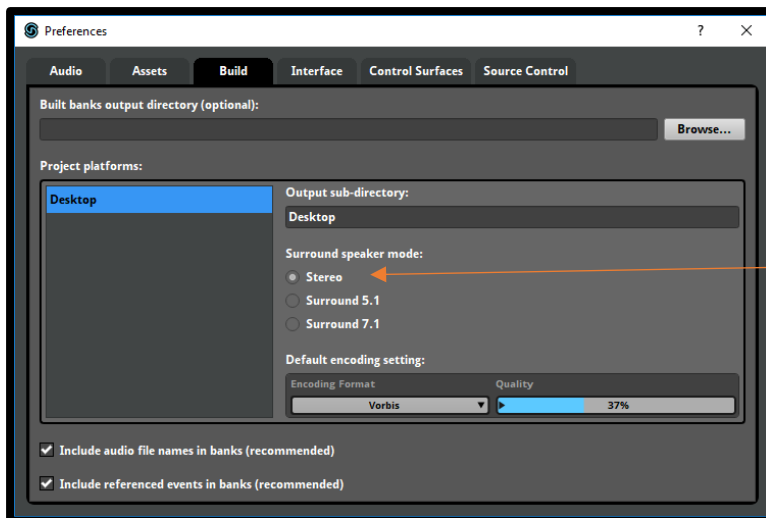 Preferences ?
Audio Assets Build Interface Control Surfaces Source Control
Built banks output directory (optional):
Browse...
Project platforms:
Desktop
Output sub-directory:
Desktop
Surround speaker mode:
Stereo
Surround 5.1
Surround 7.1
Default encoding setting:
Encoding Format Quality
Vorbis 37%
Include audio file names in banks (recommended)
Include referenced events in banks (recommended)